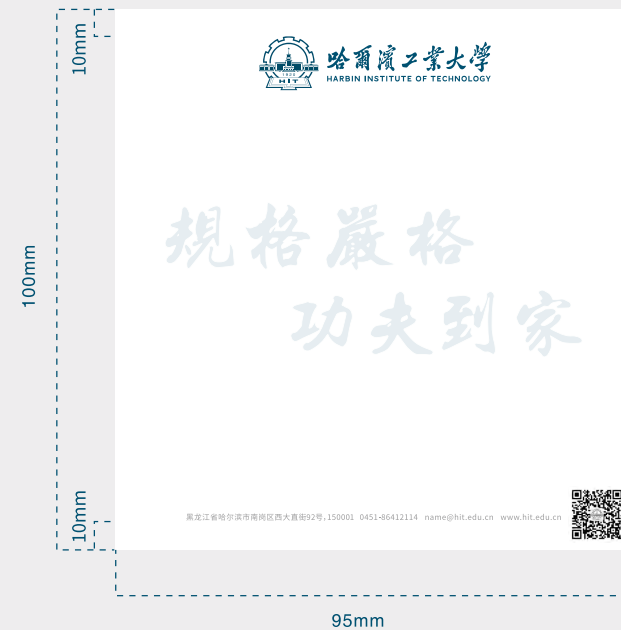 10mm
1920
HIT
哈爾濱工業大學
HARBIN INSTITUTE OF TECHNOLOGY
100mm
規格嚴格
功夫到家
10mm
黑龙江省哈尔滨市南岗区西大直街92号,150001 0451-86412114 name@hit.edu.cn www.hit.edu.cn
95mm